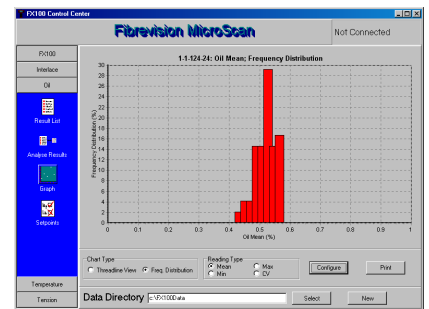 FX100 Control Center
Fibrevision MicroScan
Not Connected
FX100
Interlace
Oil
Result List
Analyse Results
Graph
Setpoints
Temperature
Tension
1-1-124-24: Oil Mean; Frequency Distribution
Frequency Distribution (%)
30
28
26
24
22
20
18
16
14
12
10
8
6
4
2
0
0 0.1 0.2 0.3 0.4 0.5 0.6 0.7 0.8 0.9 1
Oil Mean (%)
Chart Type
Threadline View Freq. Distribution
Reading Type
Mean Max
Min CV
Configure
Print
Data Directory c:\FX100Data
Select
New